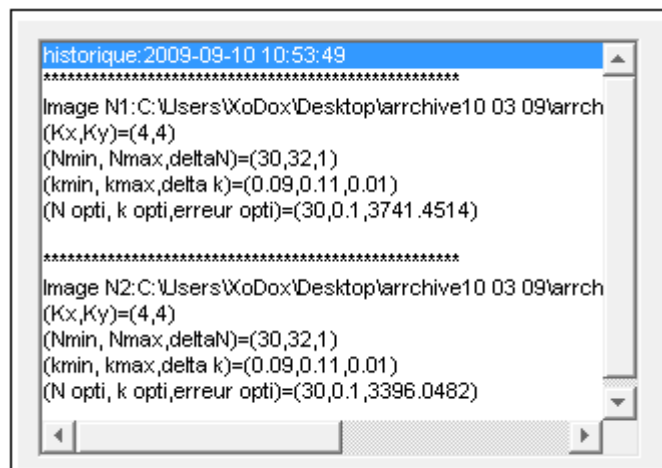 historique:2009-09-10 10:53:49
****************************************************
Image N1:C:\Users\XoDox\Desktop\arrchive10 03 09\arrch
(Kx,Ky)=(4,4)
(Nmin, Nmax,deltaN)=(30,32,1)
(kmin, kmax,delta k)=(0.09,0.11,0.01)
(N opti, k opti,erreur opti)=(30,0.1,3741.4514)
****************************************************
Image N2:C:\Users\XoDox\Desktop\arrchive10 03 09\arrch
(Kx,Ky)=(4,4)
(Nmin, Nmax,deltaN)=(30,32,1)
(kmin, kmax,delta k)=(0.09,0.11,0.01)
(N opti, k opti,erreur opti)=(30,0.1,3396.0482)